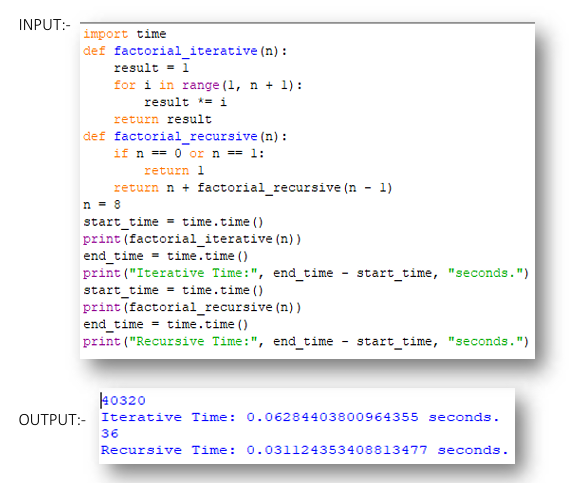 INPUT:-
import time
def factorial_iterative(n):
    result = 1
    for i in range(1, n + 1):
        result *= i
    return result
def factorial_recursive(n):
    if n == 0 or n == 1:
        return 1
    return n + factorial_recursive(n - 1)
n = 8
start_time = time.time()
print(factorial_iterative(n))
end_time = time.time()
print("Iterative Time:", end_time - start_time, "seconds.")
start_time = time.time()
print(factorial_recursive(n))
end_time = time.time()
print("Recursive Time:", end_time - start_time, "seconds.")
OUTPUT:-
40320
Iterative Time: 0.06284403800964355 seconds.
36
Recursive Time: 0.031124353408813477 seconds.